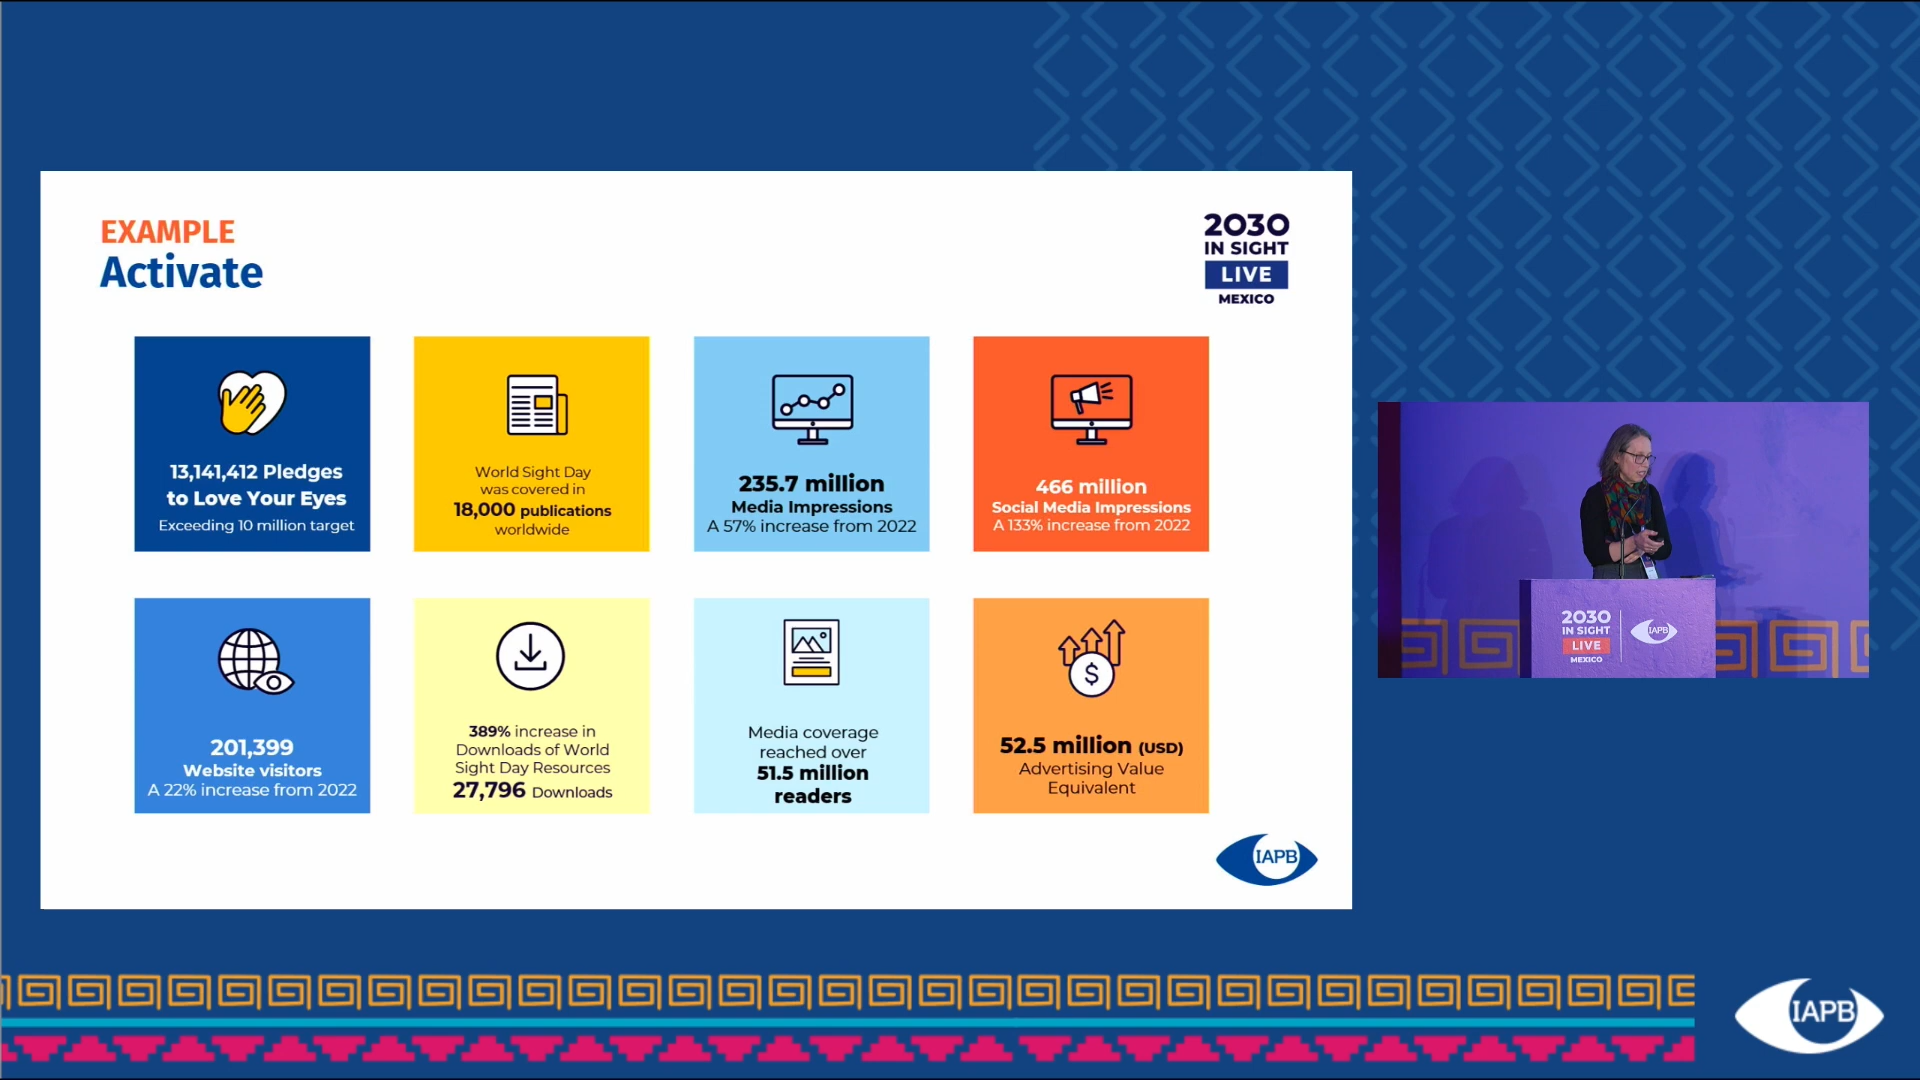 EXAMPLE
Activate
2030
IN SIGHT
LIVE
MEXICO
13,141,412 Pledges
to Love Your Eyes
Exceeding 10 million target
World Sight Day
was covered in
18,000 publications
worldwide
235.7 million
Media Impressions
A 57% increase from 2022
466 million
Social Media Impressions
A 133% increase from 2022
201,399
Website visitors
A 22% increase from 2022
389% increase in
Downloads of World
Sight Day Resources
27,796 Downloads
Media coverage
reached over
51.5 million
readers
52.5 million (USD)
Advertising Value
Equivalent
IAPB
2030
IN SIGHT
LIVE
MEXICO
IAPB
IAPB